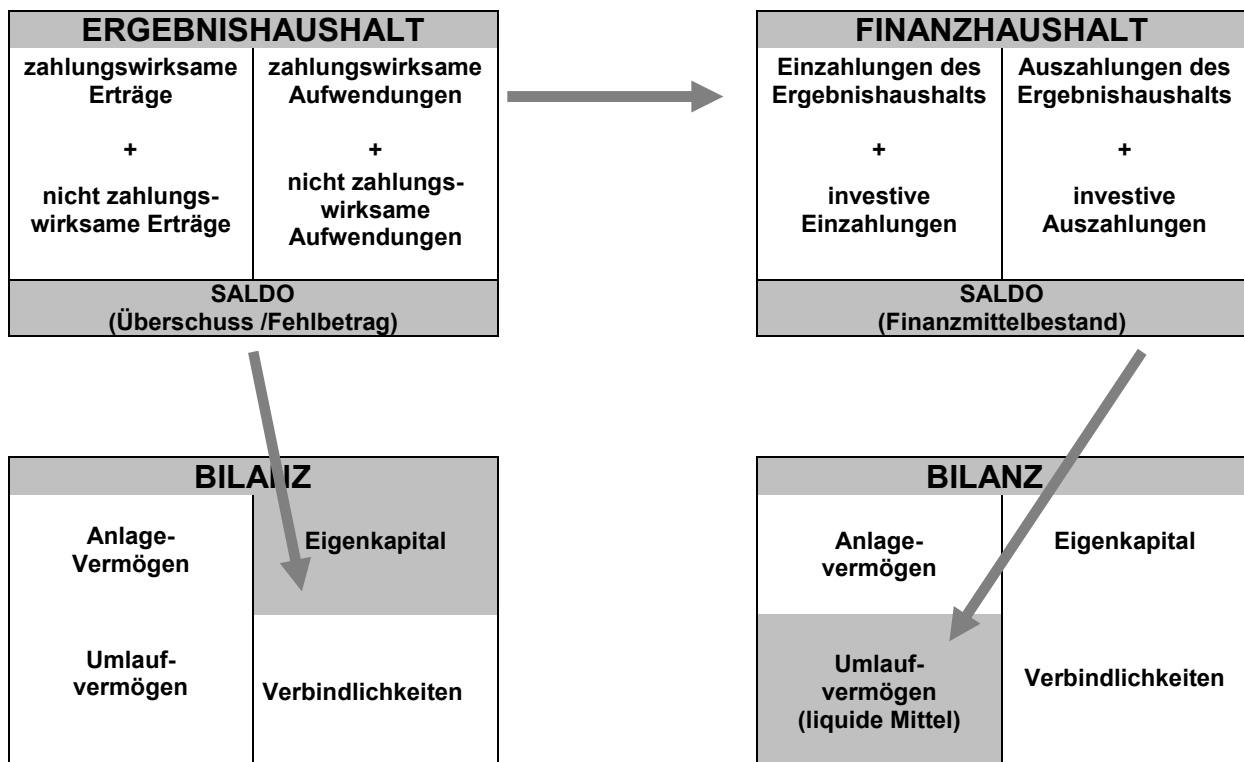 ERGEBNISHAUSHALT
zahlungswirksame
Erträge
+
nicht zahlungs-
wirksame Erträge
zahlungswirksame
Aufwendungen
+
nicht zahlungs-
wirksame
Aufwendungen
SALDO
(Überschuss /Fehlbetrag)
FINANZHAUSHALT
Einzahlungen des
Ergebnishaushalts
+
investive
Einzahlungen
Auszahlungen des
Ergebnishaushalts
+
investive
Auszahlungen
SALDO
(Finanzmittelbestand)
BILANZ
Anlage-
Vermögen
Eigenkapital
Umlauf-
vermögen
Verbindlichkeiten
BILANZ
Anlage-
vermögen
Eigenkapital
Umlauf-
vermögen
(liquide Mittel)
Verbindlichkeiten